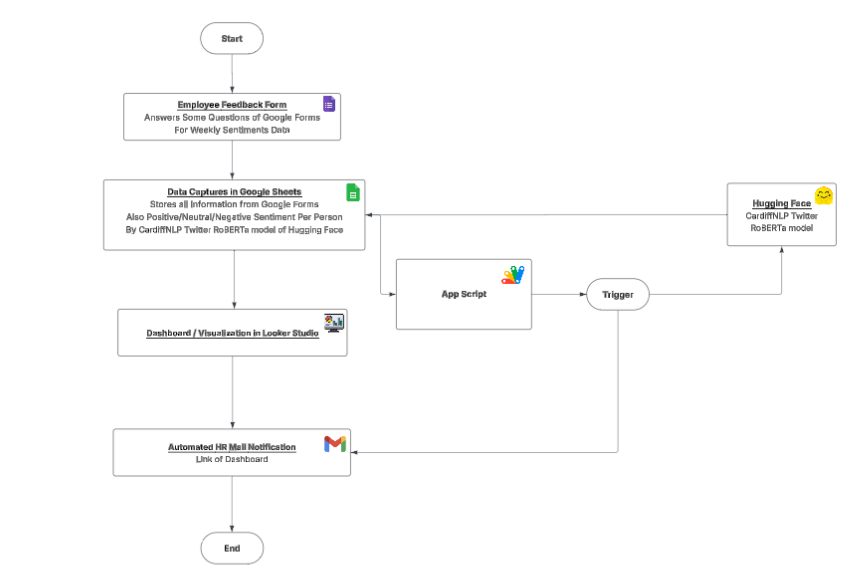 Start
Employee Feedback Form
Answers Some Questions of Google Forms
For Weekly Sentiments Data
Data Captures in Google Sheets
Stores all Information from Google Forms
Also Positive/Neutral/Negative Sentiment Per Person
By CardiffNLP Twitter RoBERTa model of Hugging Face
Hugging Face
CardiffNLP Twitter
RoBERTa model
App Script
Trigger
Dashboard / Visualization in Looker Studio
Automated HR Mail Notification
Link of Dashboard
End